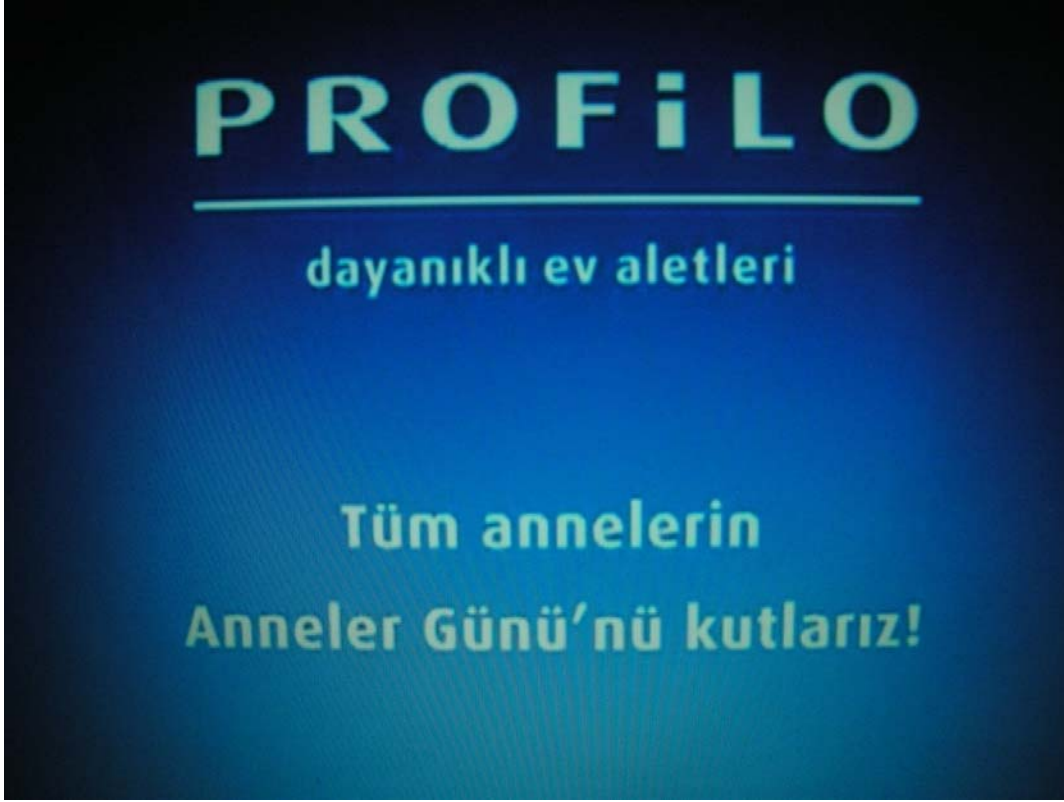 PROFiLO
dayanıklı ev aletleri
Tüm annelerin
Anneler Günü'nü kutlarız!